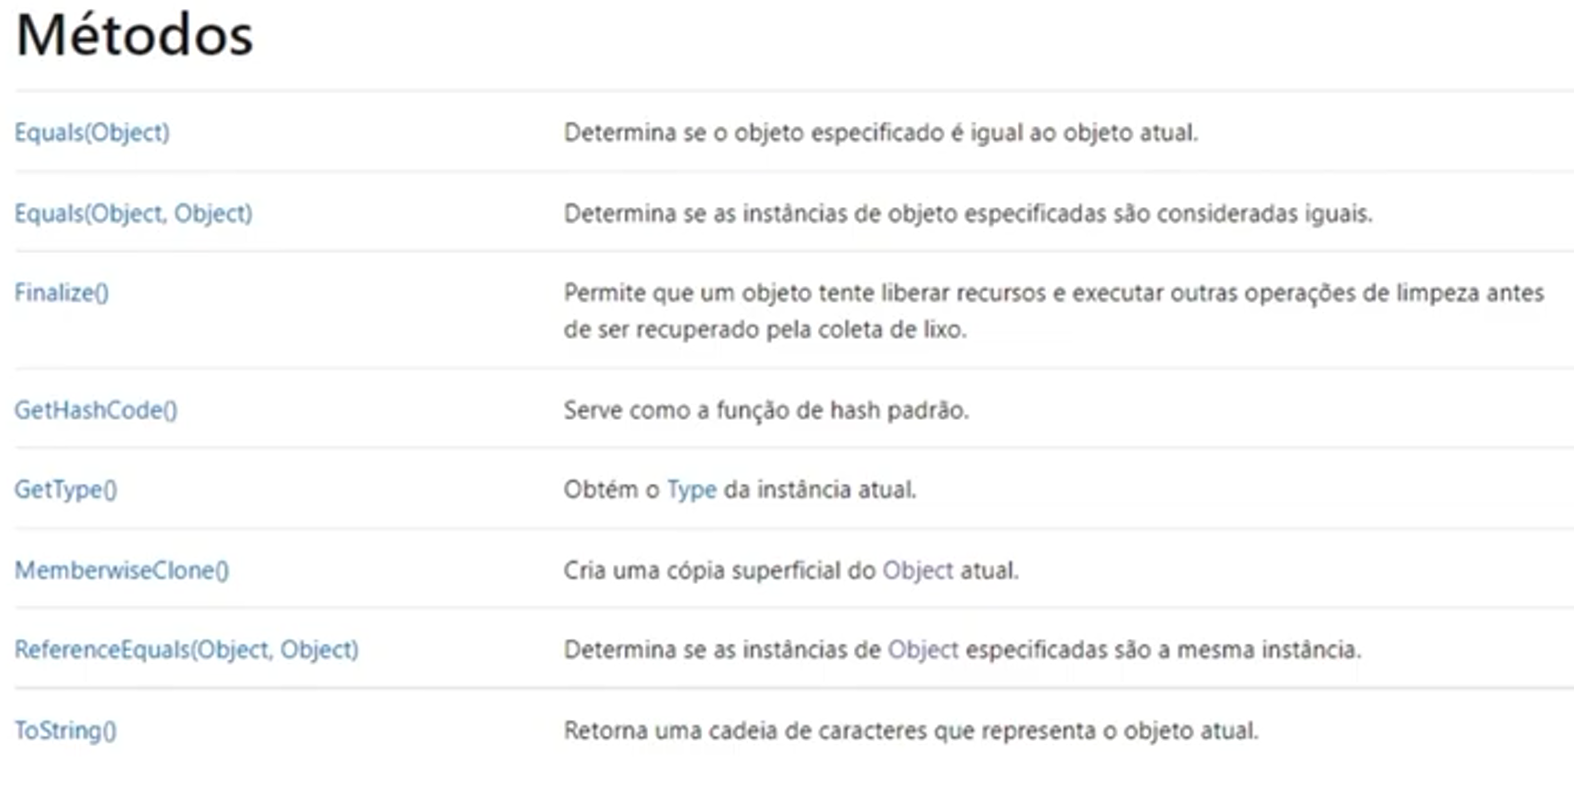 Métodos
Equals(Object) Determina se o objeto especificado é igual ao objeto atual.
Equals(Object, Object) Determina se as instâncias de objeto especificadas são consideradas iguais.
Finalize() Permite que um objeto tente liberar recursos e executar outras operações de limpeza antes
de ser recuperado pela coleta de lixo.
GetHashCode() Serve como a função de hash padrão.
GetType() Obtém o Type da instância atual.
MemberwiseClone() Cria uma cópia superficial do Object atual.
ReferenceEquals(Object, Object) Determina se as instâncias de Object especificadas são a mesma instância.
ToString() Retorna uma cadeia de caracteres que representa o objeto atual.